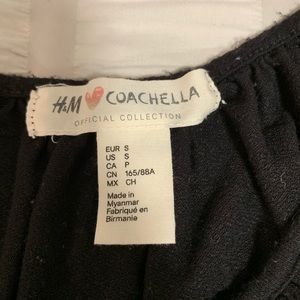 H&M COACHELLA
OFFICIAL COLLECTION
EUR S
US S
CA P
CN 165/88A
MX CH
Made in
Myanmar
Fabriqué en
Birmanie